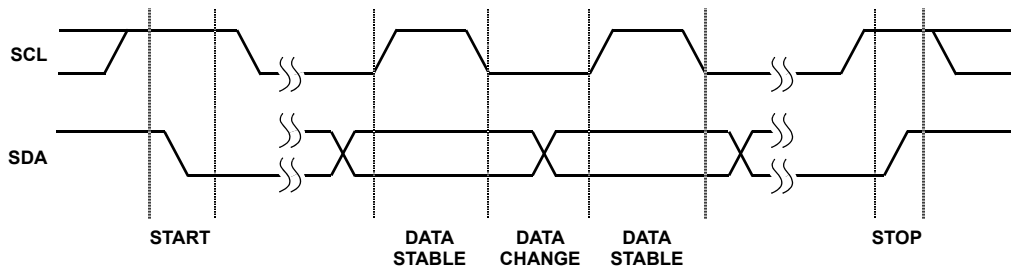 SCL
SDA
START
DATA
STABLE
DATA
CHANGE
DATA
STABLE
STOP